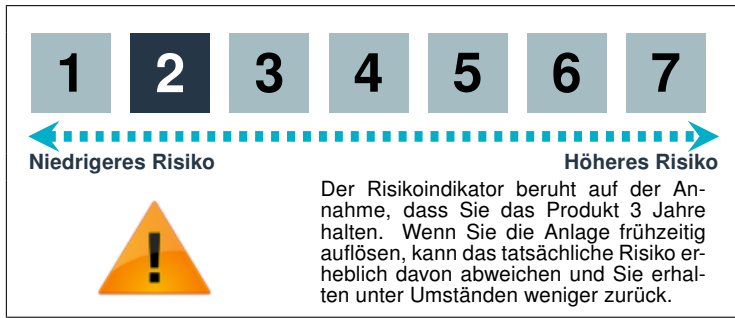 1 2 3 4 5 6 7
Niedrigeres Risiko Höheres Risiko
Der Risikoindikator beruht auf der An-
nahme, dass Sie das Produkt 3 Jahre
halten. Wenn Sie die Anlage frühzeitig
auflösen, kann das tatsächliche Risiko er-
heblich davon abweichen und Sie erhal-
ten unter Umständen weniger zurück.